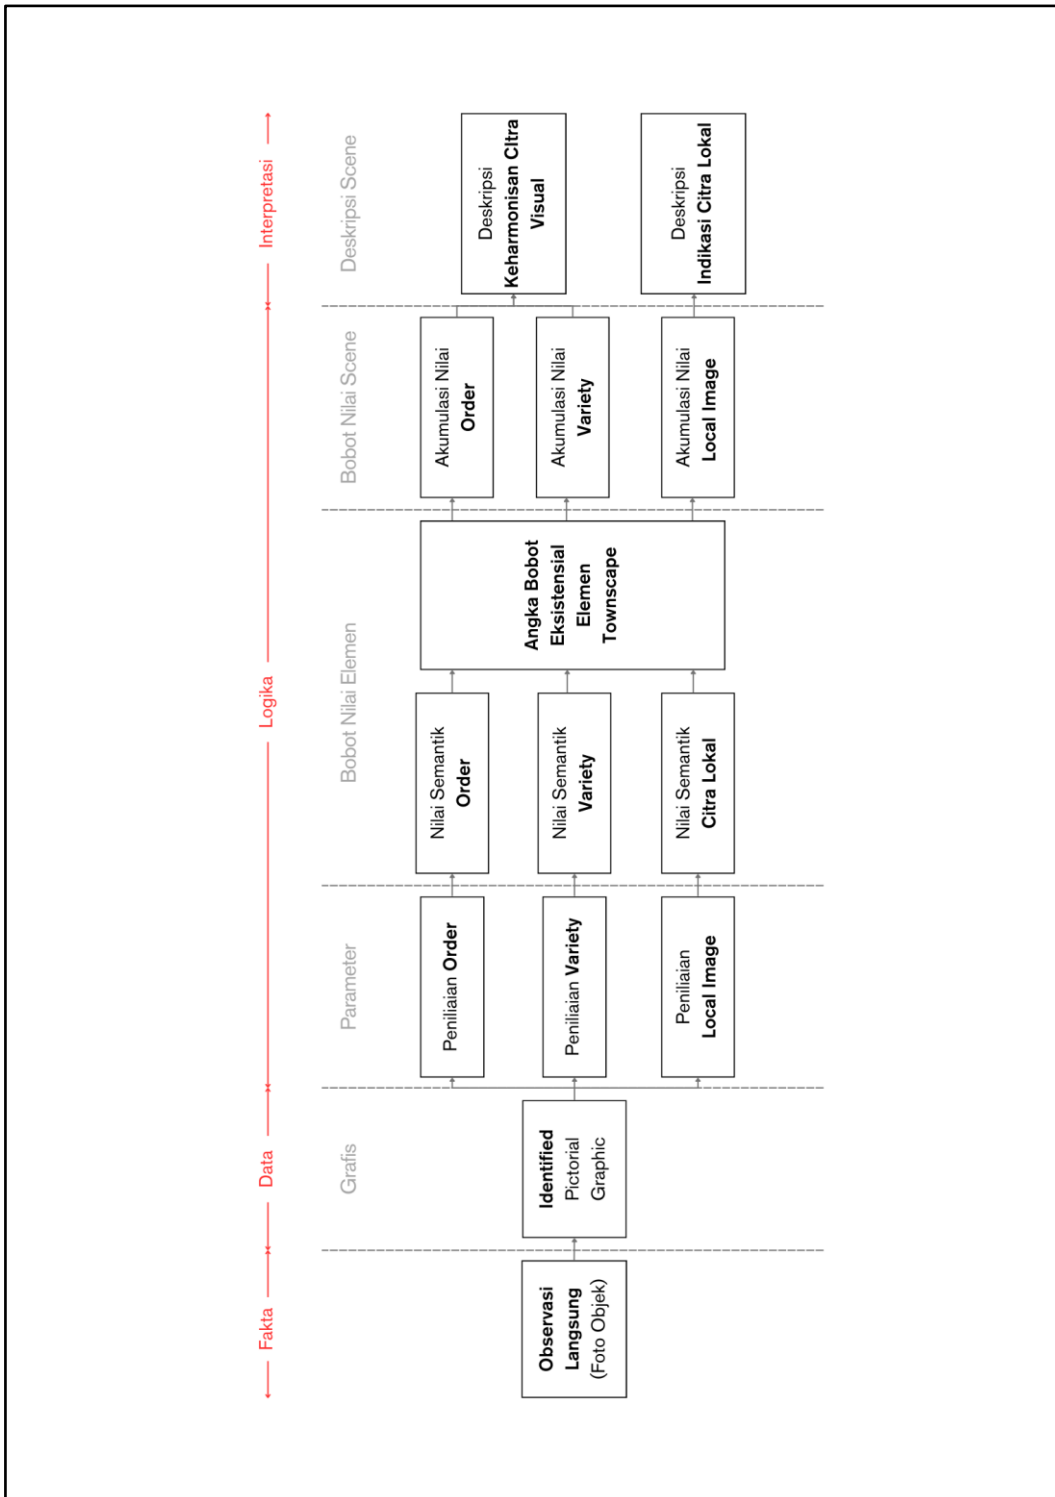 Fakta
Data
Logika
Interpretasi
Grafis
Parameter
Bobot Nilai Elemen
Bobot Nilai Scene
Deskripsi Scene
Observasi
Langsung
(Foto Objek)
Identified
Pictorial
Graphic
Peniliaian Order
Peniliaian Variety
Peniliaian
Local Image
Nilai Semantik
Order
Nilai Semantik
Variety
Nilai Semantik
Citra Lokal
Angka Bobot
Eksistensial
Elemen
Townscape
Akumulasi Nilai
Order
Akumulasi Nilai
Variety
Akumulasi Nilai
Local Image
Deskripsi
Keharmonisan CItra
Visual
Deskripsi
Indikasi Citra Lokal